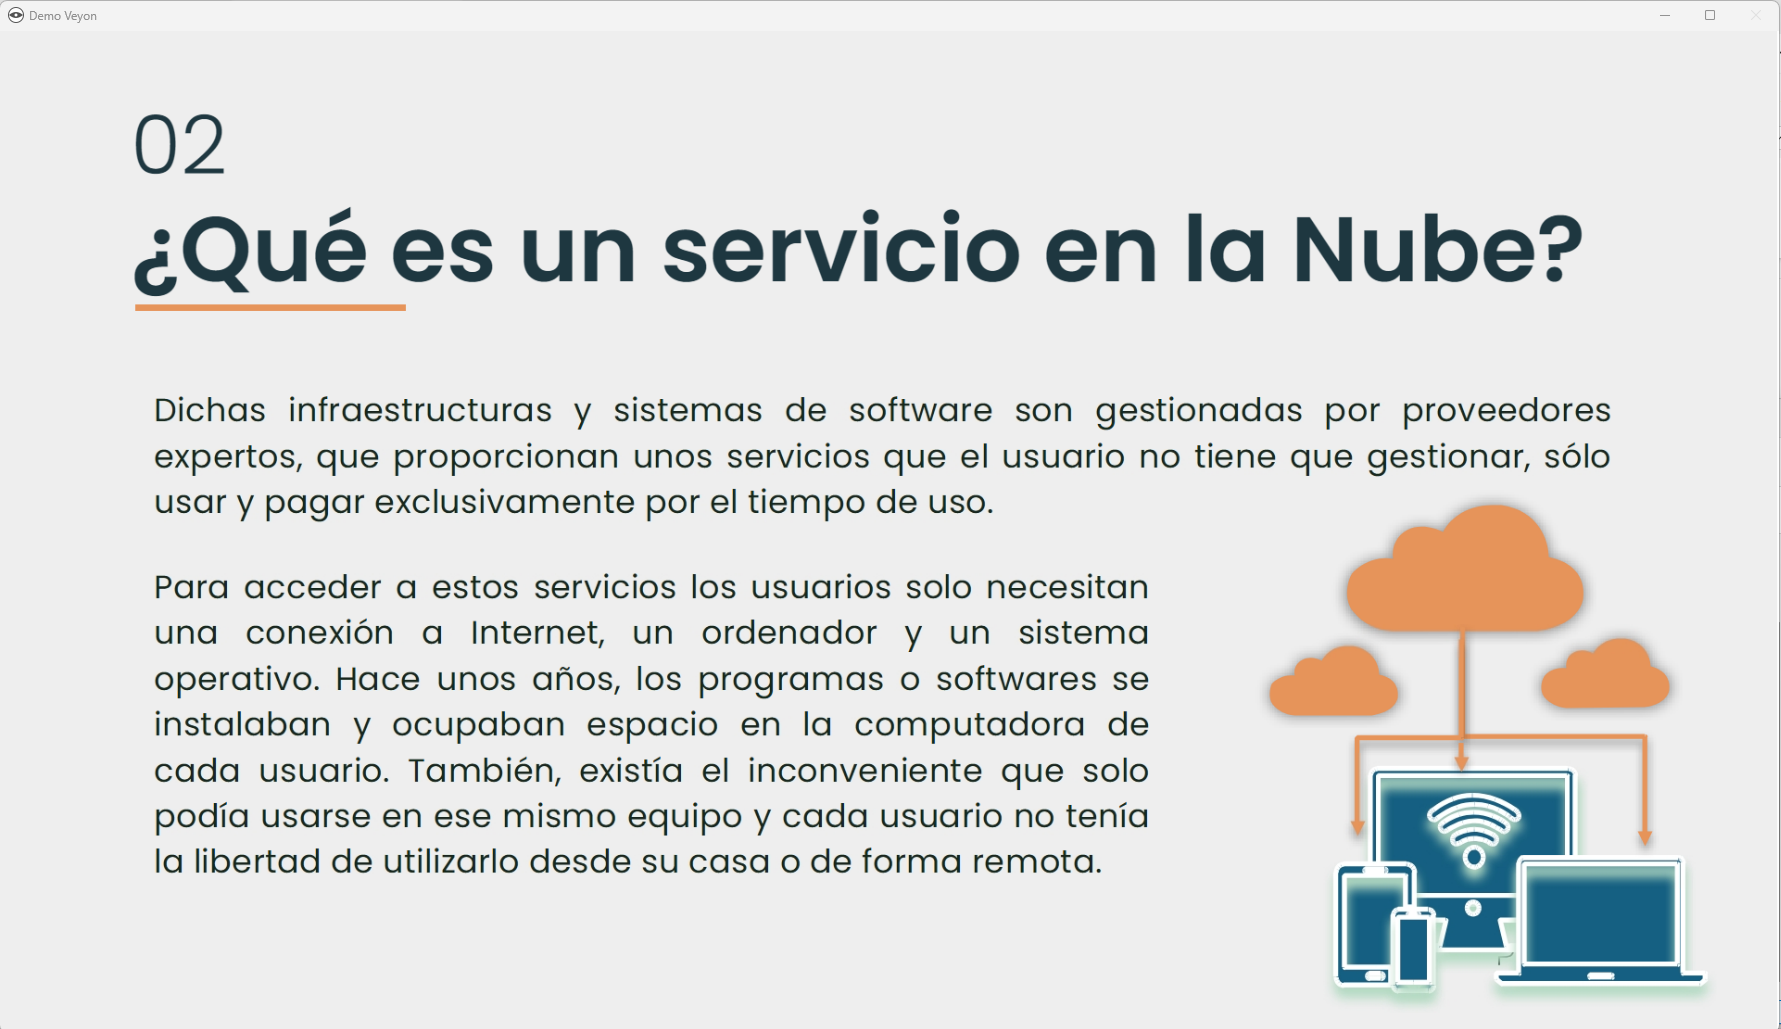 Demo Veyon
02
¿Qué es un servicio en la Nube?
Dichas infraestructuras y sistemas de software son gestionadas por proveedores
expertos, que proporcionan unos servicios que el usuario no tiene que gestionar, sólo
usar y pagar exclusivamente por el tiempo de uso.
Para acceder a estos servicios los usuarios solo necesitan
una conexión a Internet, un ordenador y un sistema
operativo. Hace unos años, los programas o softwares se
instalaban y ocupaban espacio en la computadora de
cada usuario. También, existía el inconveniente que solo
podía usarse en ese mismo equipo y cada usuario no tenía
la libertad de utilizarlo desde su casa o de forma remota.